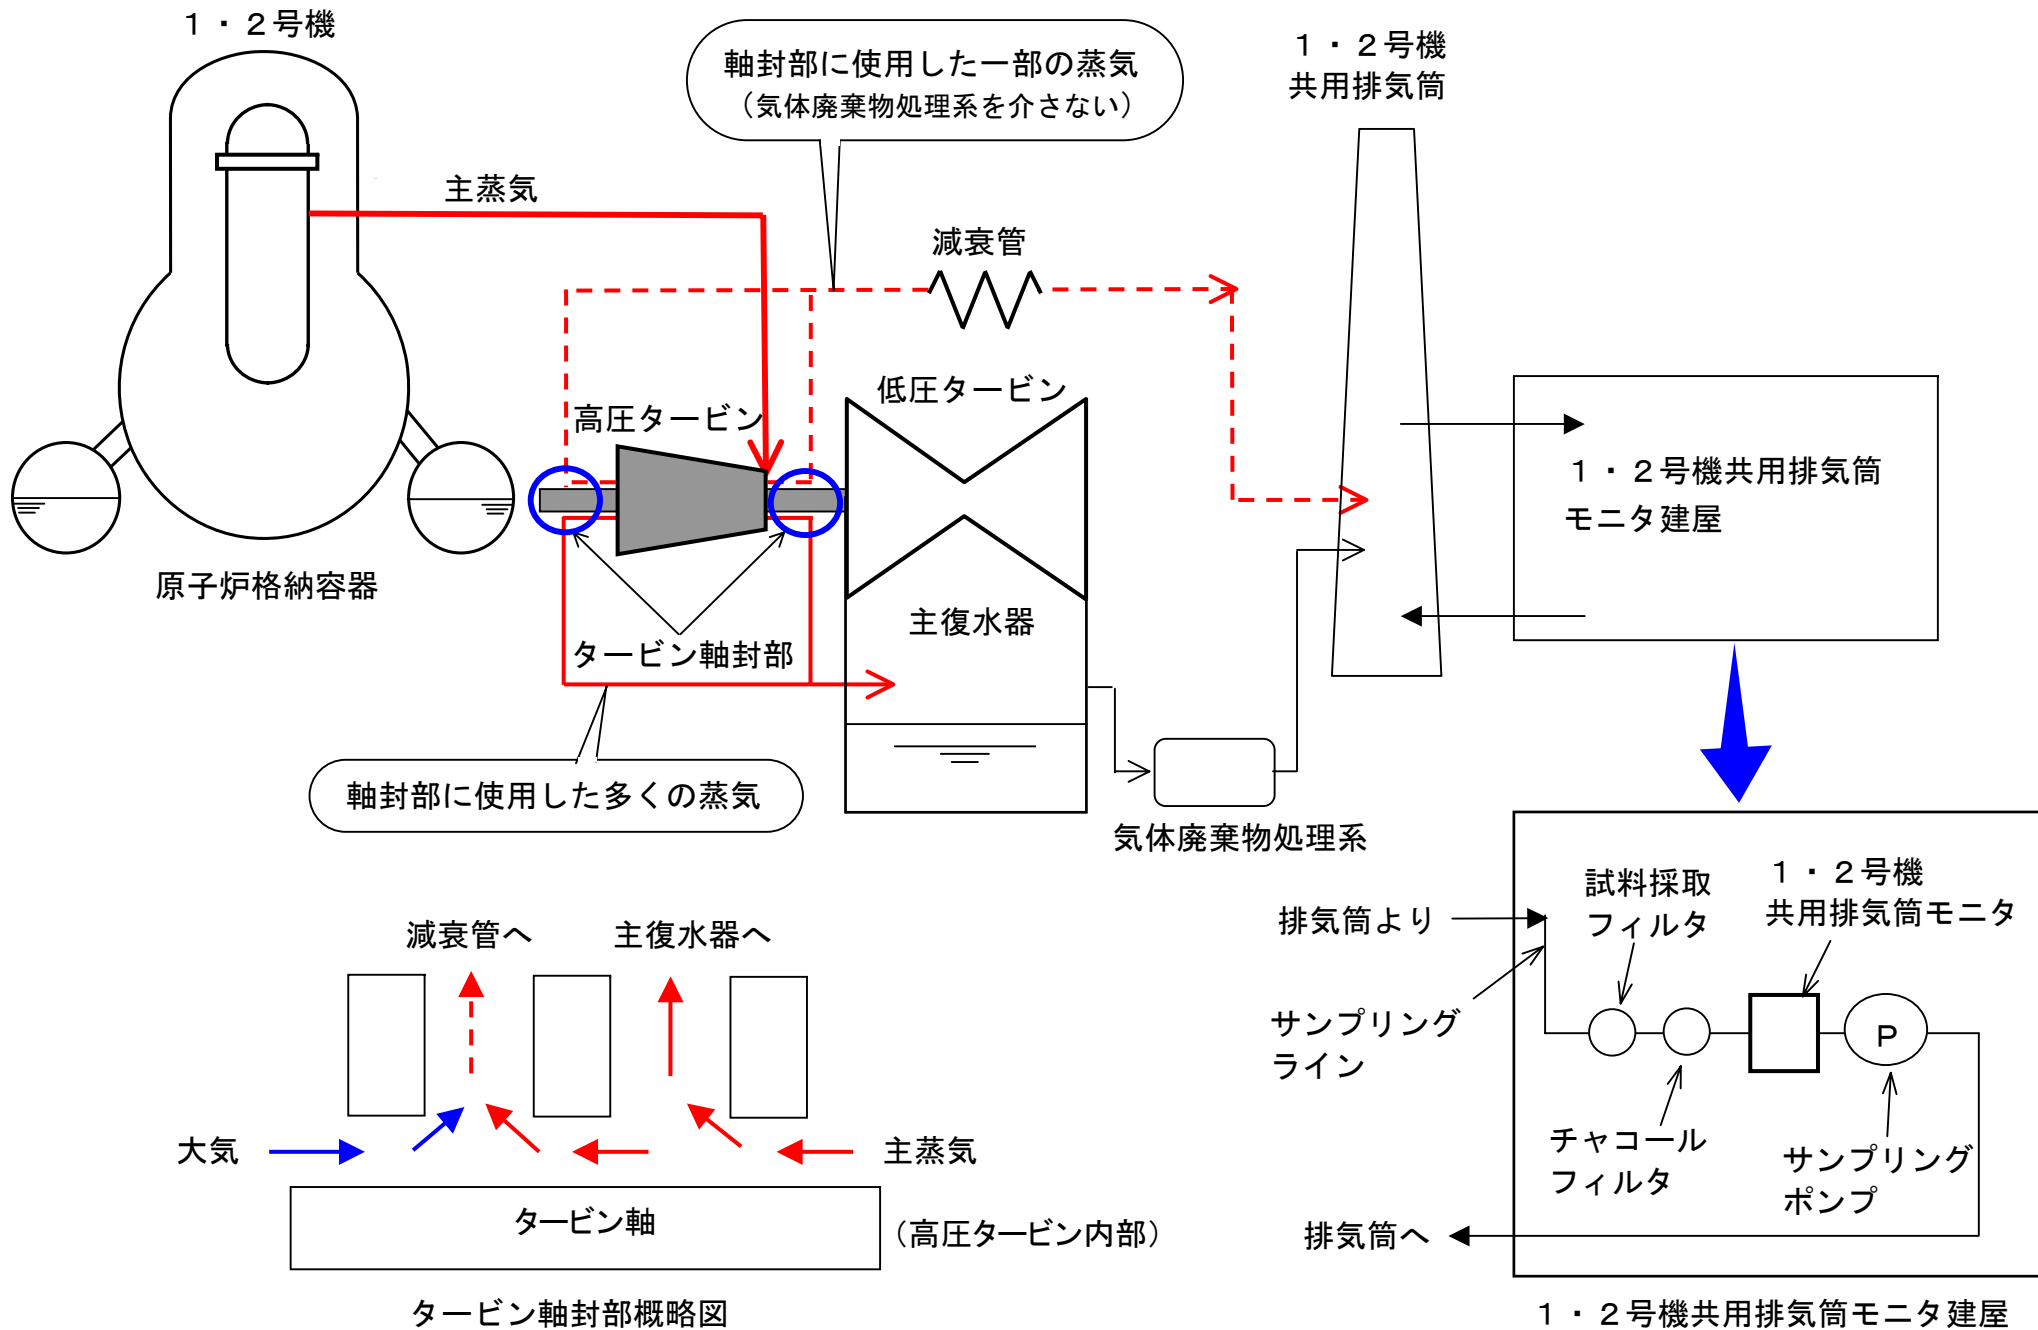 １・２号機
軸封部に使用した一部の蒸気
（気体廃棄物処理系を介さない）
１・２号機
共用排気筒
主蒸気
減衰管
低圧タービン
高圧タービン
１・２号機共用排気筒
モニタ建屋
原子炉格納容器
主復水器
タービン軸封部
軸封部に使用した多くの蒸気
気体廃棄物処理系
減衰管へ
主復水器へ
大気
主蒸気
タービン軸
（高圧タービン内部）
タービン軸封部概略図
試料採取
フィルタ
１・２号機
共用排気筒モニタ
排気筒より
サンプリング
ライン
P
チャコール
フィルタ
サンプリング
ポンプ
排気筒へ
１・２号機共用排気筒モニタ建屋